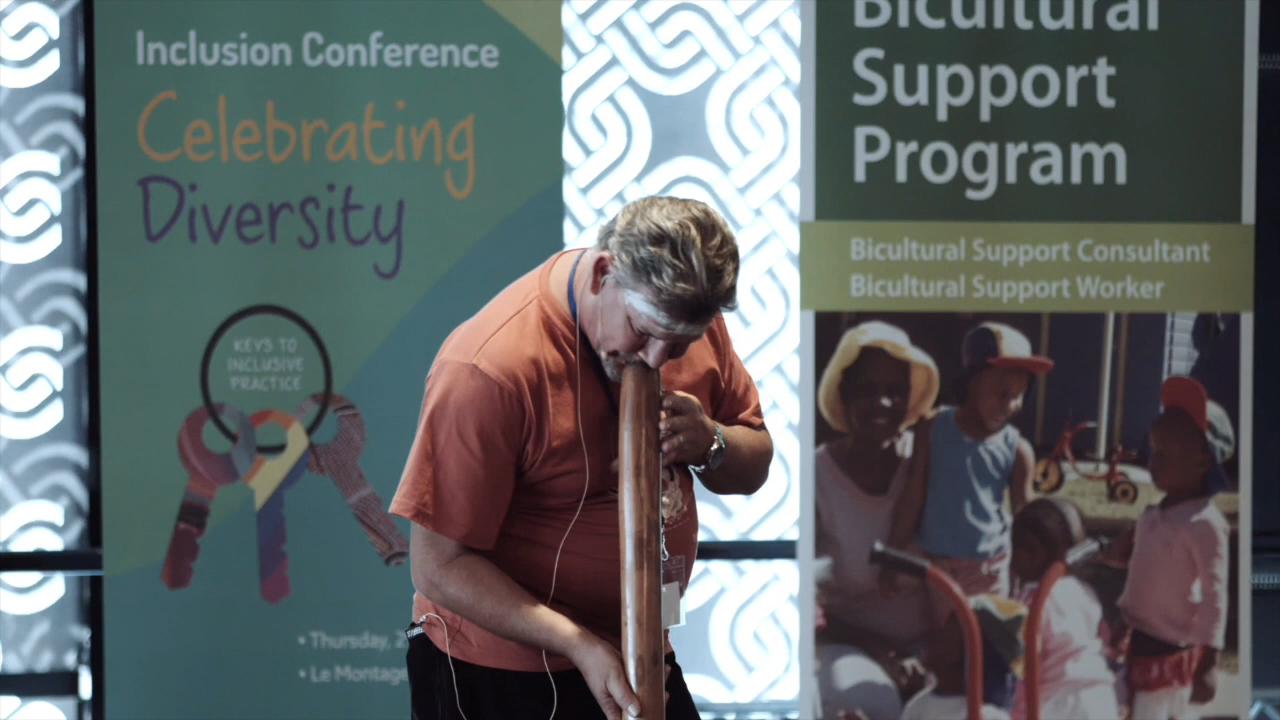 Inclusion Conference
Celebrating
Diversity
KEYS TO
INCLUSIVE
PRACTICE
• Thursday,
• Le Montage
Bicultural
Support
Program
Bicultural Support Consultant
Bicultural Support Worker